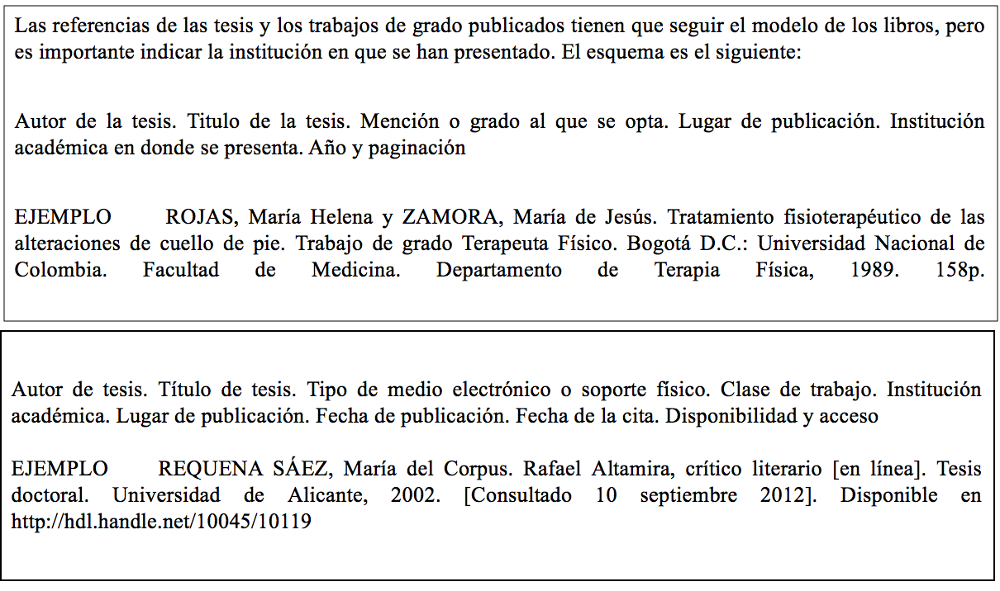 Las referencias de las tesis y los trabajos de grado publicados tienen que seguir el modelo de los libros, pero
es importante indicar la institución en que se han presentado. El esquema es el siguiente:
Autor de la tesis. Titulo de la tesis. Mención o grado al que se opta. Lugar de publicación. Institución
académica en donde se presenta. Año y paginación
EJEMPLO ROJAS, María Helena y ZAMORA, María de Jesús. Tratamiento fisioterapéutico de las
alteraciones de cuello de pie. Trabajo de grado Terapeuta Físico. Bogotá D.C.: Universidad Nacional de
Colombia. Facultad de Medicina. Departamento de Terapia Física, 1989. 158p.
Autor de tesis. Título de tesis. Tipo de medio electrónico o soporte físico. Clase de trabajo. Institución
académica. Lugar de publicación. Fecha de publicación. Fecha de la cita. Disponibilidad y acceso
EJEMPLO REQUENA SÁEZ, María del Corpus. Rafael Altamira, crítico literario [en línea]. Tesis
doctoral. Universidad de Alicante, 2002. [Consultado 10 septiembre 2012]. Disponible en
http://hdl.handle.net/10045/10119